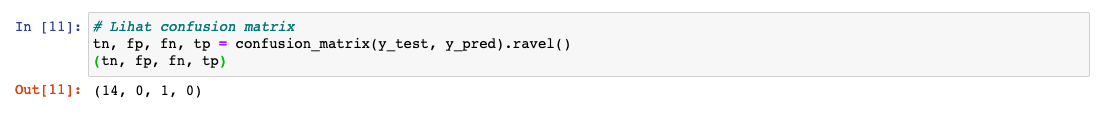 In [11]: # Lihat confusion matrix
tn, fp, fn, tp = confusion_matrix(y_test, y_pred).ravel()
(tn, fp, fn, tp)
Out[11]: (14, 0, 1, 0)